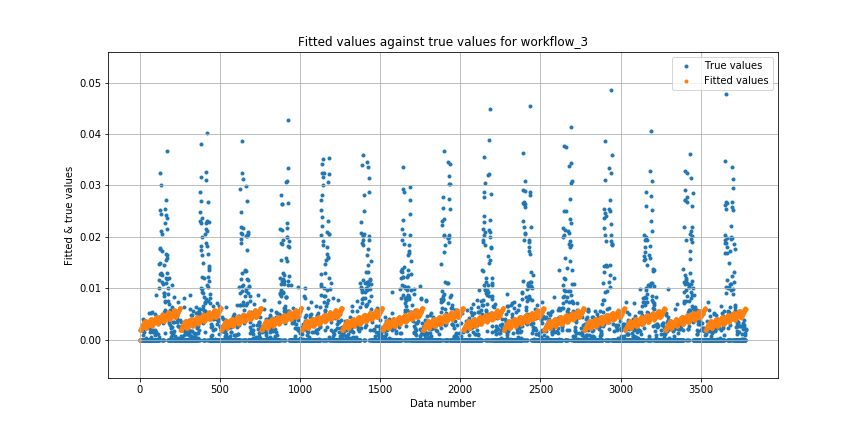 Fitted values against true values for workflow_3
True values
Fitted values
0.05
0.04
0.03
0.02
0.01
0.00
Fitted & true values
0 500 1000 1500 2000 2500 3000 3500
Data number